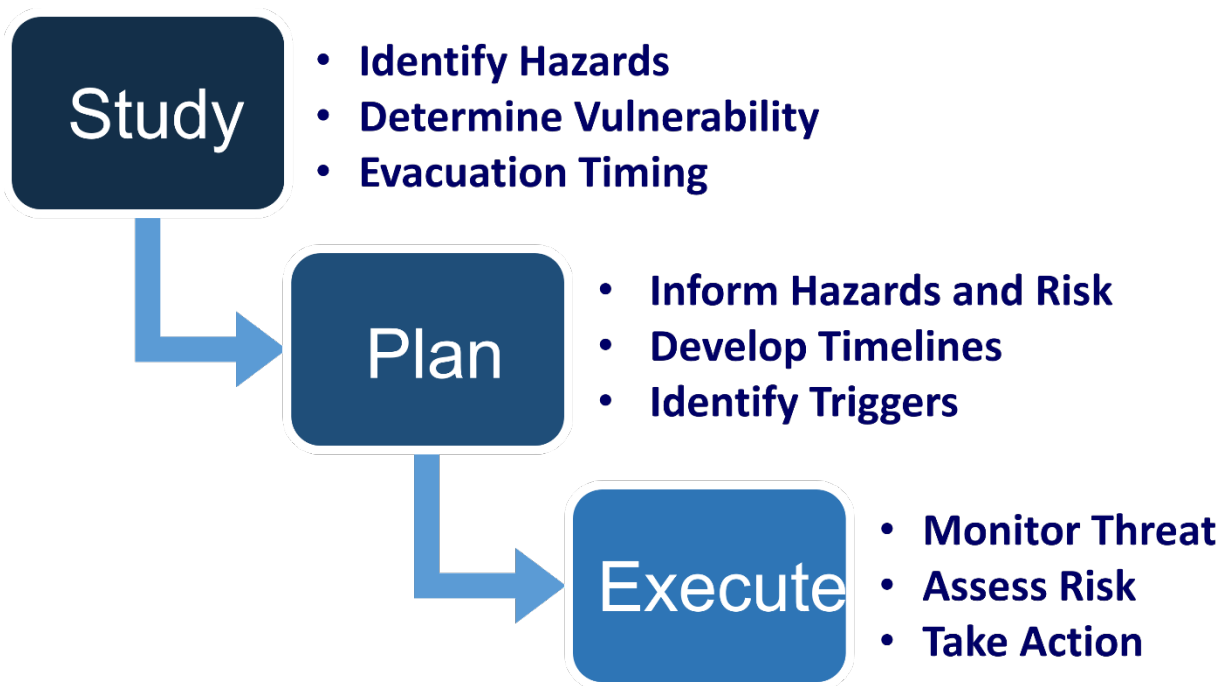 Study
• Identify Hazards
• Determine Vulnerability
• Evacuation Timing
Plan
• Inform Hazards and Risk
• Develop Timelines
• Identify Triggers
Execute
• Monitor Threat
• Assess Risk
• Take Action